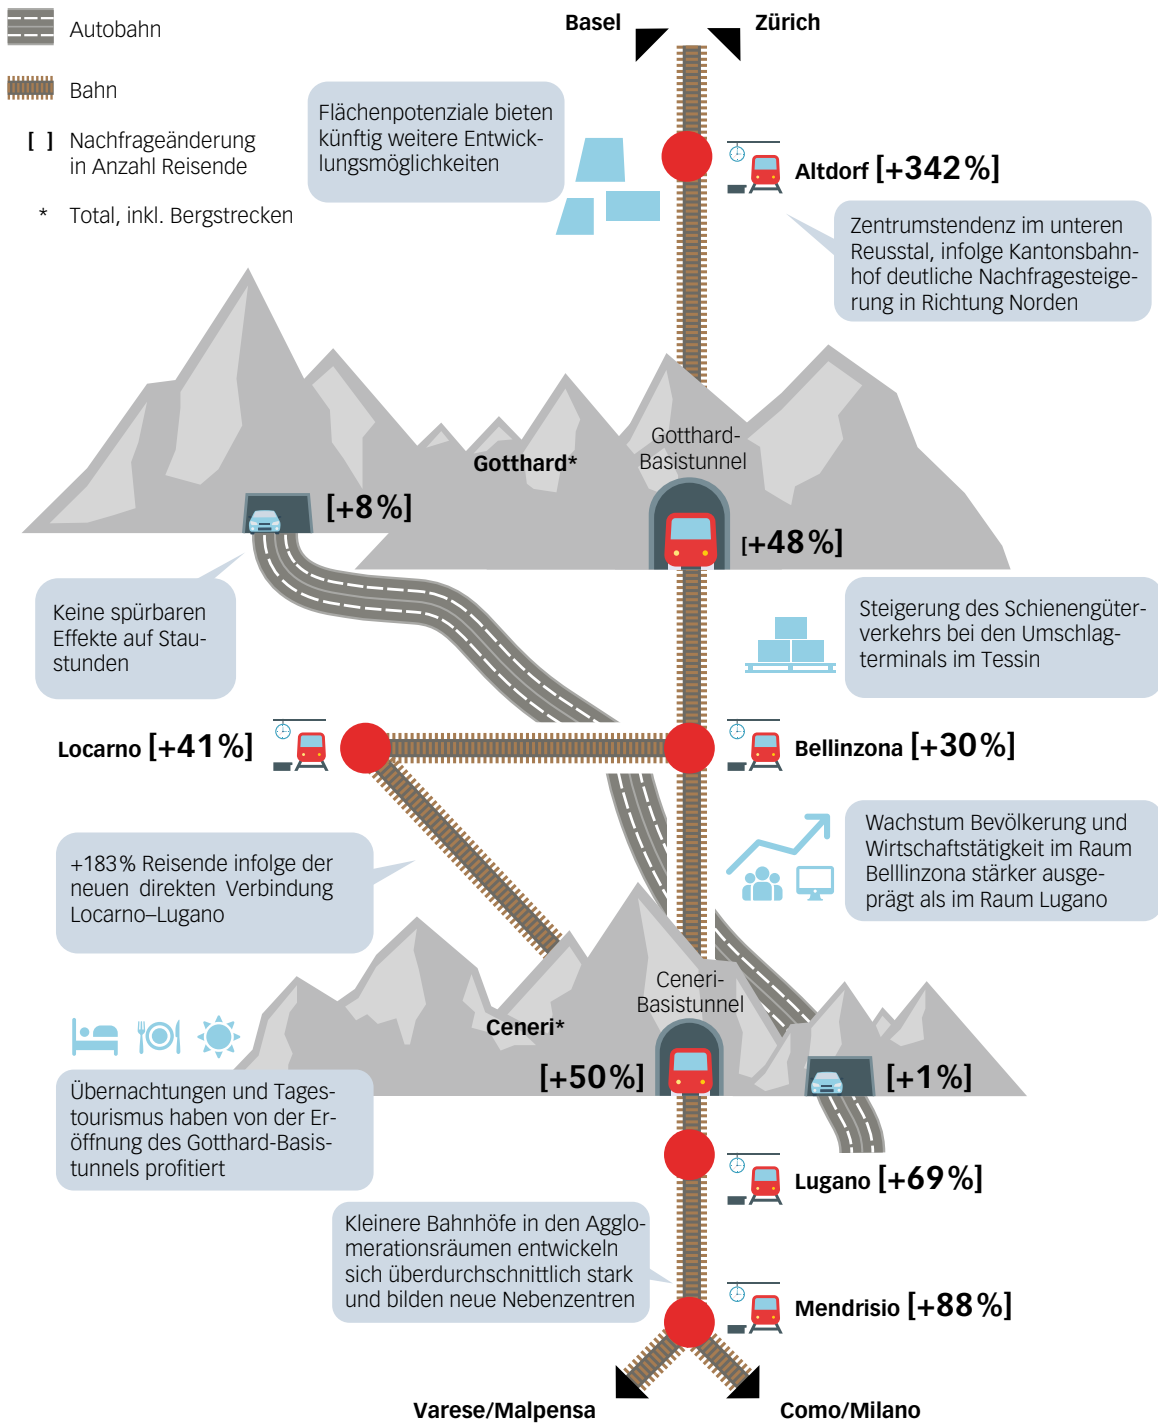 Autobahn
Bahn
[ ] Nachfrageänderung
in Anzahl Reisende
* Total, inkl. Bergstrecken
Basel
Zürich
Flächenpotenziale bieten
künftig weitere Entwick-
lungsmöglichkeiten
Altdorf [+342%]
Zentrumstendenz im unteren
Reusstal, infolge Kantonsbahn-
hof deutliche Nachfragesteige-
rung in Richtung Norden
Gotthard-
Basistunnel
Gotthard*
[+8%]
[+48%]
Keine spürbaren
Effekte auf Stau-
stunden
Steigerung des Schienengüter-
verkehrs bei den Umschlag-
terminals im Tessin
Locarno [+41%]
Bellinzona [+30%]
+183% Reisende infolge der
neuen direkten Verbindung
Locarno–Lugano
Wachstum Bevölkerung und
Wirtschaftstätigkeit im Raum
Belllinzona stärker ausge-
prägt als im Raum Lugano
Ceneri-
Basistunnel
Ceneri*
[+50%]
[+1%]
Übernachtungen und Tages-
tourismus haben von der Er-
öffnung des Gotthard-Basis-
tunnels profitiert
Lugano [+69%]
Kleinere Bahnhöfe in den Agglo-
merationsräumen entwickeln
sich überdurchschnittlich stark
und bilden neue Nebenzentren
Mendrisio [+88%]
Varese/Malpensa
Como/Milano